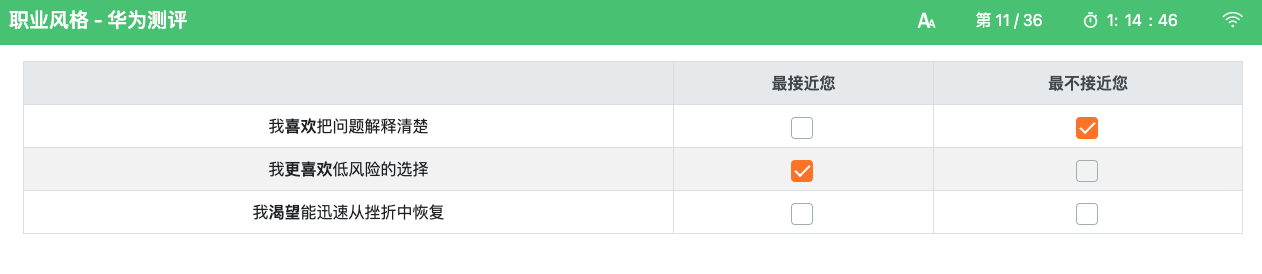 职业风格 - 华为测评
AA 第 11 / 36 1: 14 : 46
最接近您 最不接近您
我喜欢把问题解释清楚
我更喜欢低风险的选择
我渴望能迅速从挫折中恢复